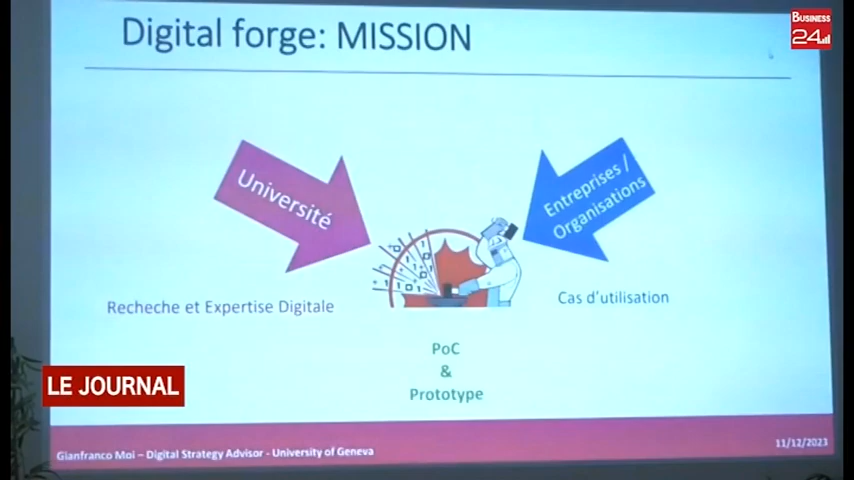 Digital forge: MISSION
BUSINESS
24
Université
Entreprises /
Organisations
Recheche et Expertise Digitale
Cas d'utilisation
PoC
&
Prototype
LE JOURNAL
Gianfranco Moi – Digital Strategy Advisor - University of Geneva
11/12/2023